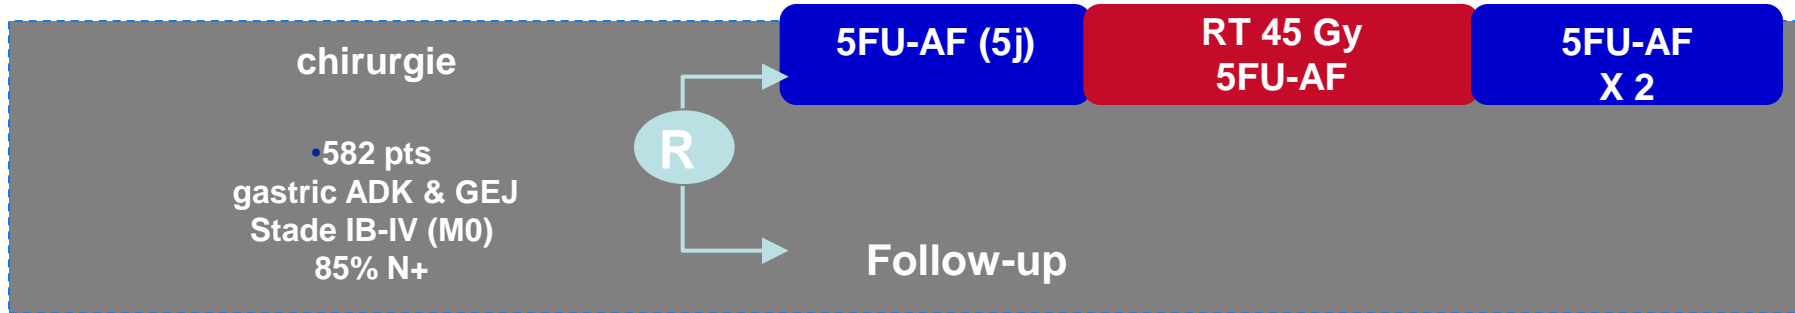 chirurgie
•582 pts
gastric ADK & GEJ
Stade IB-IV (M0)
85% N+
R
5FU-AF (5j)
RT 45 Gy
5FU-AF
5FU-AF
X 2
Follow-up